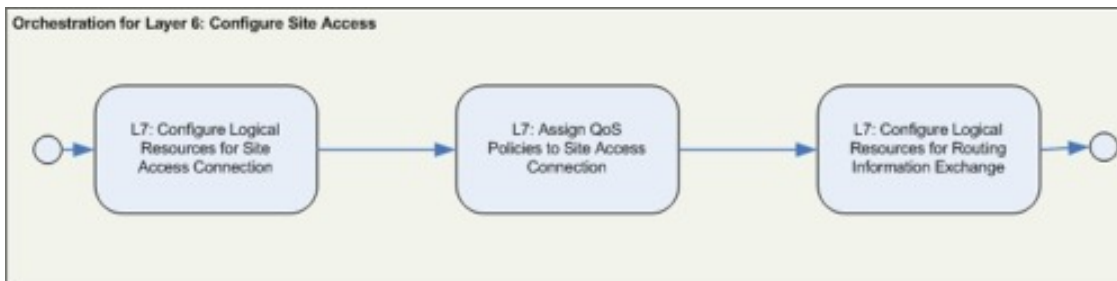 Orchestration for Layer 6: Configure Site Access
L7: Configure Logical
Resources for Site
Access Connection
L7: Assign QoS
Policies to Site Access
Connection
L7: Configure Logical
Resources for Routing
Information Exchange